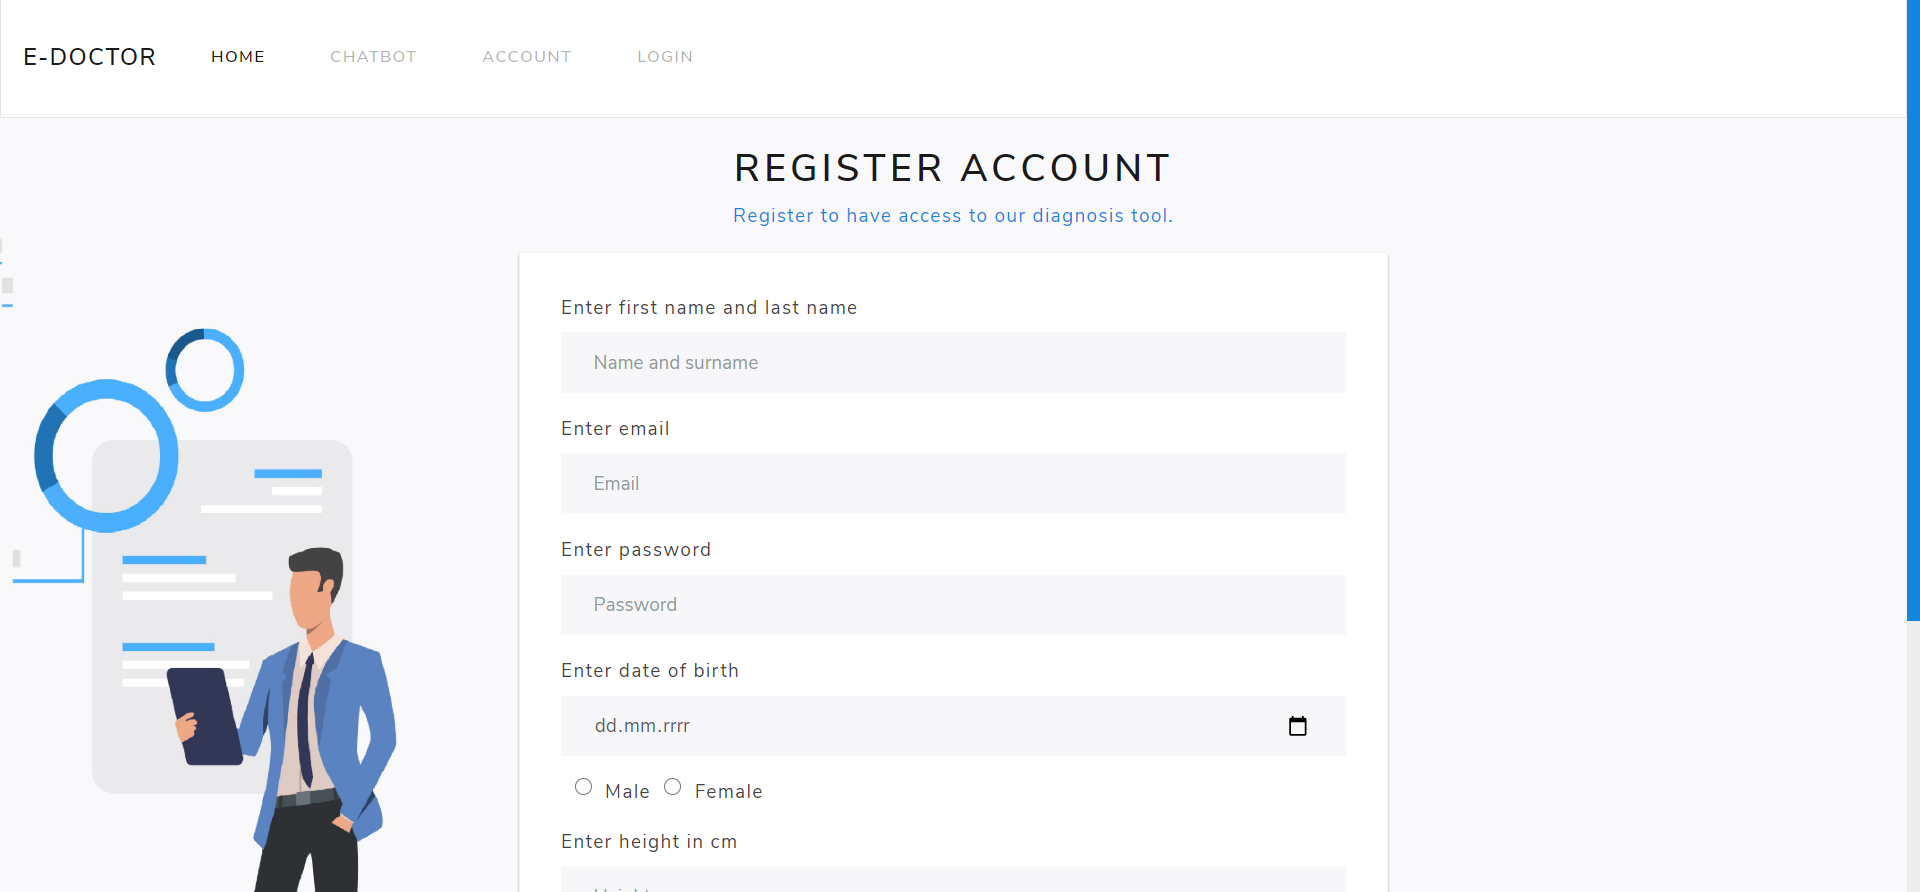 E-DOCTOR HOME CHATBOT ACCOUNT LOGIN
REGISTER ACCOUNT
Register to have access to our diagnosis tool.
Enter first name and last name
Name and surname
Enter email
Email
Enter password
Password
Enter date of birth
dd.mm.rrrr
Male Female
Enter height in cm